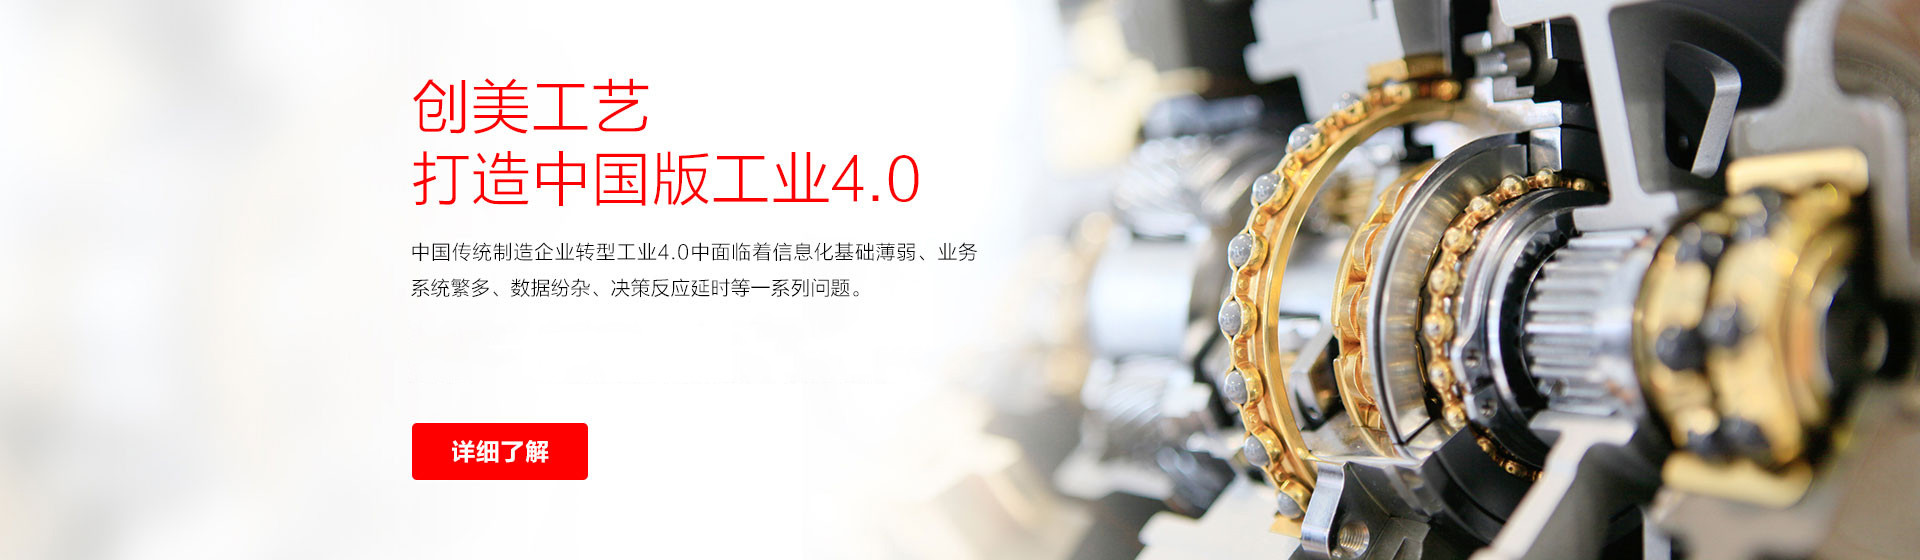 创美工艺
打造中国版工业4.0
中国传统制造企业转型工业4.0中面临着信息化基础薄弱、业务
系统繁多、数据纷杂、决策反应延时等一系列问题。
详细了解